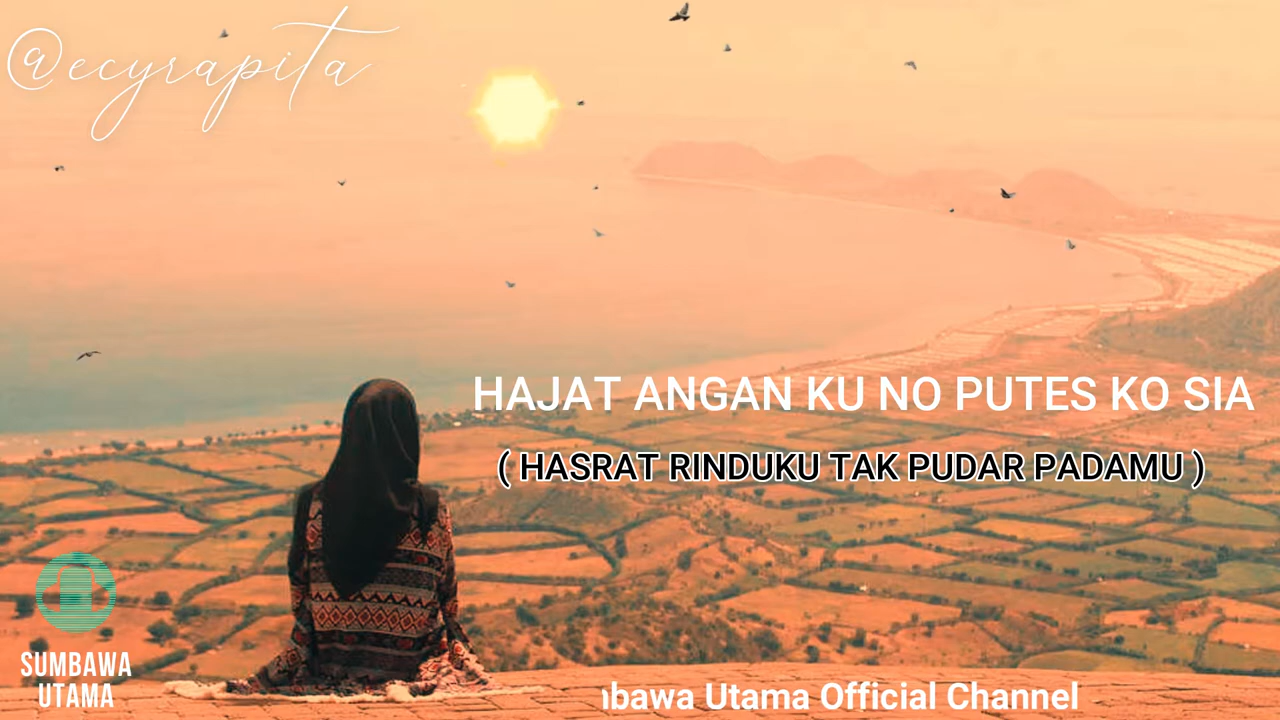 @ecyrapita
HAJAT ANGAN KU NO PUTES KO SIA
( HASRAT RINDUKU TAK PUDAR PADAMU )
SUMBAWA
UTAMA
bawa Utama Official Channel